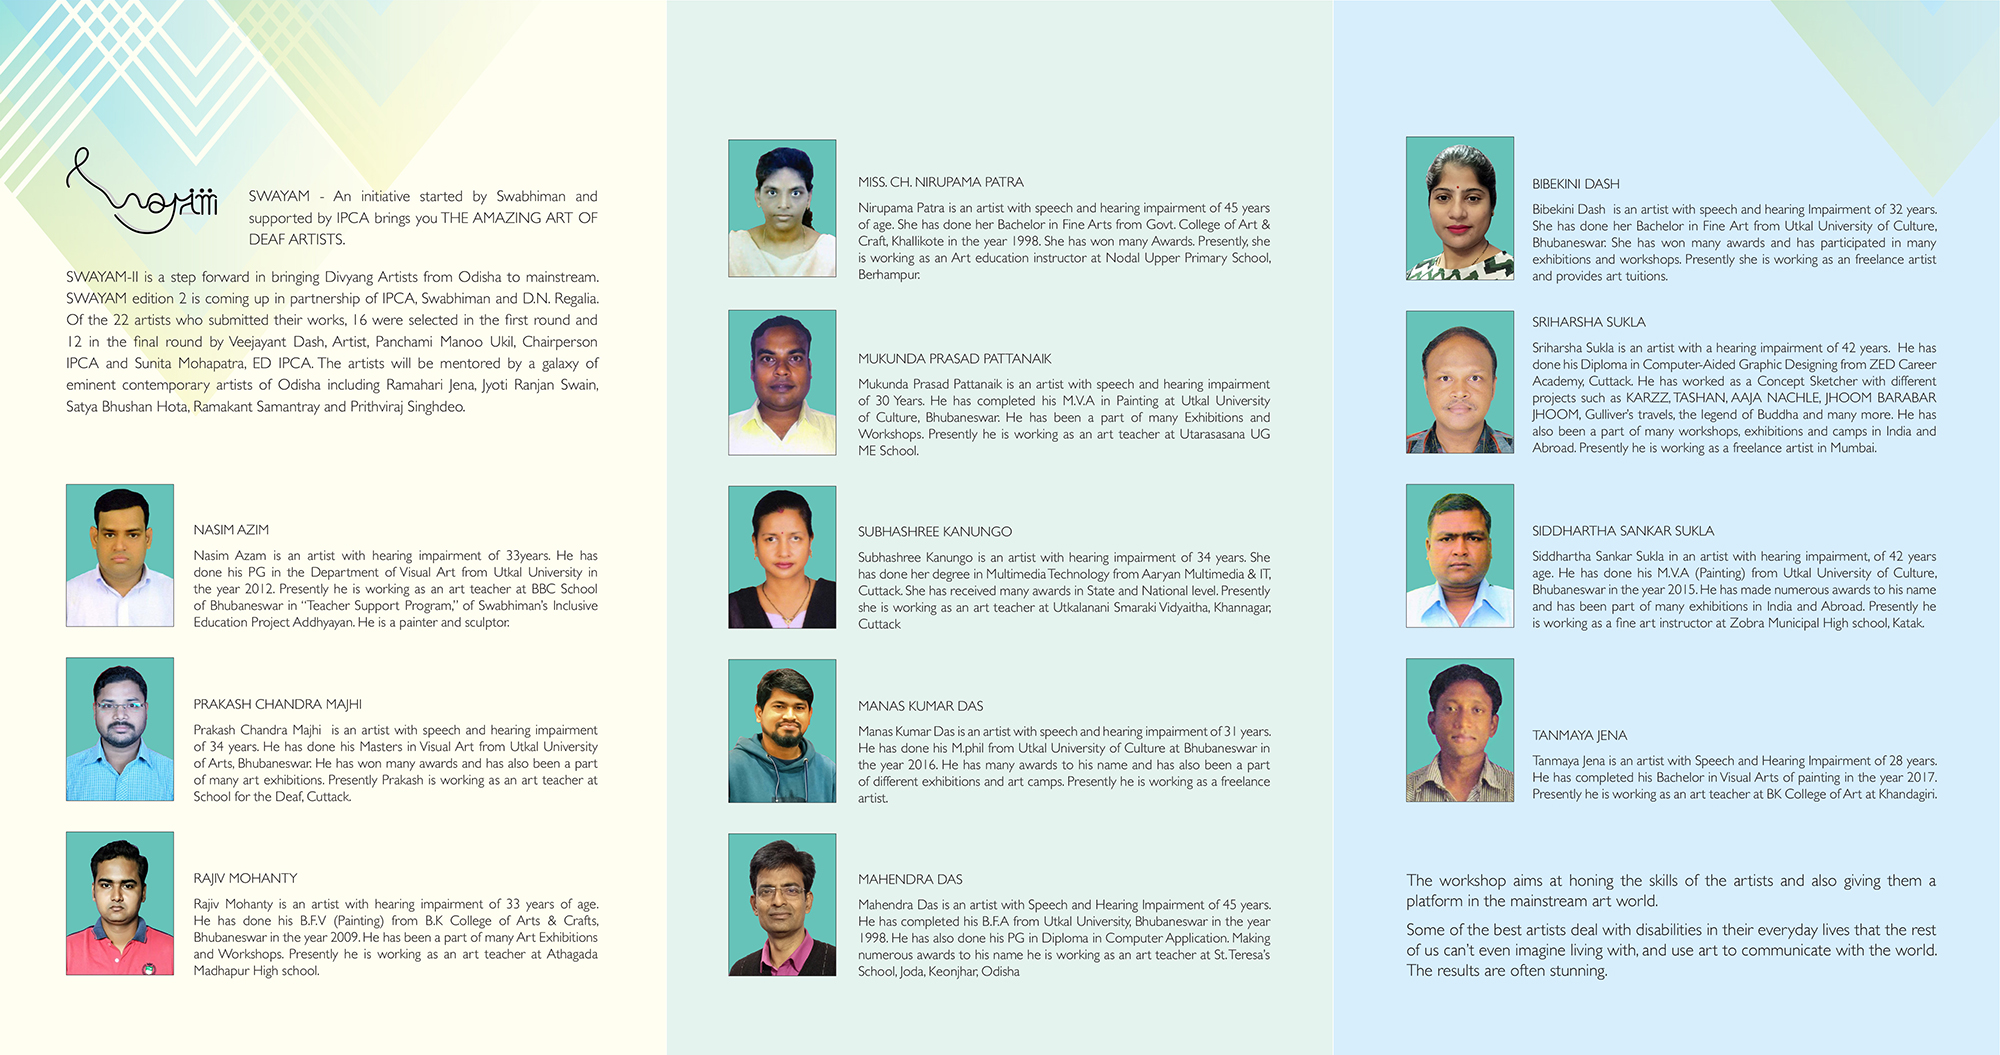 Swayam
SWAYAM - An initiative started by Swabhiman and
supported by IPCA brings you THE AMAZING ART OF
DEAF ARTISTS.
SWAYAM-II is a step forward in bringing Divyang Artists from Odisha to mainstream.
SWAYAM edition 2 is coming up in partnership of IPCA, Swabhiman and D.N. Regalia.
Of the 22 artists who submitted their works, 16 were selected in the first round and
12 in the final round by Veejayant Dash, Artist, Panchami Manoo Ukil, Chairperson
IPCA and Sunita Mohapatra, ED IPCA. The artists will be mentored by a galaxy of
eminent contemporary artists of Odisha including Ramahari Jena, Jyoti Ranjan Swain,
Satya Bhushan Hota, Ramakant Samantray and Prithviraj Singhdeo.
NASIM AZIM
Nasim Azam is an artist with hearing impairment of 33years. He has
done his PG in the Department of Visual Art from Utkal University in
the year 2012. Presently he is working as an art teacher at BBC School
of Bhubaneswar in “Teacher Support Program,” of Swabhiman's Inclusive
Education Project Addhyayan. He is a painter and sculptor.
PRAKASH CHANDRA MAJHI
Prakash Chandra Majhi is an artist with speech and hearing impairment
of 34 years. He has done his Masters in Visual Art from Utkal University
of Arts, Bhubaneswar. He has won many awards and has also been a part
of many art exhibitions. Presently Prakash is working as an art teacher at
School for the Deaf, Cuttack.
RAJIV MOHANTY
Rajiv Mohanty is an artist with hearing impairment of 33 years of age.
He has done his B.F.V (Painting) from B.K College of Arts & Crafts,
Bhubaneswar in the year 2009. He has been a part of many Art Exhibitions
and Workshops. Presently he is working as an art teacher at Athagada
Madhapur High school.
MISS. CH. NIRUPAMA PATRA
Nirupama Patra is an artist with speech and hearing impairment of 45 years
of age. She has done her Bachelor in Fine Arts from Govt. College of Art &
Craft, Khallikote in the year 1998. She has won many Awards. Presently, she
is working as an Art education instructor at Nodal Upper Primary School,
Berhampur.
MUKUNDA PRASAD PATTANAIK
Mukunda Prasad Pattanaik is an artist with speech and hearing impairment
of 30 Years. He has completed his M.V.A in Painting at Utkal University
of Culture, Bhubaneswar. He has been a part of many Exhibitions and
Workshops. Presently he is working as an art teacher at Utarasasana UG
ME School.
SUBHASHREE KANUNGO
Subhashree Kanungo is an artist with hearing impairment of 34 years. She
has done her degree in Multimedia Technology from Aaryan Multimedia & IT,
Cuttack. She has received many awards in State and National level. Presently
she is working as an art teacher at Utkalanani Smaraki Vidyaitha, Khannagar,
Cuttack
MANAS KUMAR DAS
Manas Kumar Das is an artist with speech and hearing impairment of 31 years.
He has done his M.phil from Utkal University of Culture at Bhubaneswar in
the year 2016. He has many awards to his name and has also been a part
of different exhibitions and art camps. Presently he is working as a freelance
artist.
MAHENDRA DAS
Mahendra Das is an artist with Speech and Hearing Impairment of 45 years.
He has completed his B.F.A from Utkal University, Bhubaneswar in the year
1998. He has also done his PG in Diploma in Computer Application. Making
numerous awards to his name he is working as an art teacher at St. Teresa's
School, Joda, Keonjhar, Odisha
BIBEKINI DASH
Bibekini Dash is an artist with speech and hearing Impairment of 32 years.
She has done her Bachelor in Fine Art from Utkal University of Culture,
Bhubaneswar. She has won many awards and has participated in many
exhibitions and workshops. Presently she is working as an freelance artist
and provides art tuitions.
SRIHARSHA SUKLA
Sriharsha Sukla is an artist with a hearing impairment of 42 years. He has
done his Diploma in Computer-Aided Graphic Designing from ZED Career
Academy, Cuttack. He has worked as a Concept Sketcher with different
projects such as KARZZ, TASHAN, AAJA NACHLE, JHOOM BARABAR
JHOOM, Gulliver's travels, the legend of Buddha and many more. He has
also been a part of many workshops, exhibitions and camps in India and
Abroad. Presently he is working as a freelance artist in Mumbai.
SIDDHARTHA SANKAR SUKLA
Siddhartha Sankar Sukla in an artist with hearing impairment, of 42 years
age. He has done his M.V.A (Painting) from Utkal University of Culture,
Bhubaneswar in the year 2015. He has made numerous awards to his name
and has been part of many exhibitions in India and Abroad. Presently he
is working as a fine art instructor at Zobra Municipal High school, Katak.
TANMAYA JENA
Tanmaya Jena is an artist with Speech and Hearing Impairment of 28 years.
He has completed his Bachelor in Visual Arts of painting in the year 2017.
Presently he is working as an art teacher at BK College of Art at Khandagiri.
The workshop aims at honing the skills of the artists and also giving them a
platform in the mainstream art world.
Some of the best artists deal with disabilities in their everyday lives that the rest
of us can't even imagine living with, and use art to communicate with the world.
The results are often stunning.